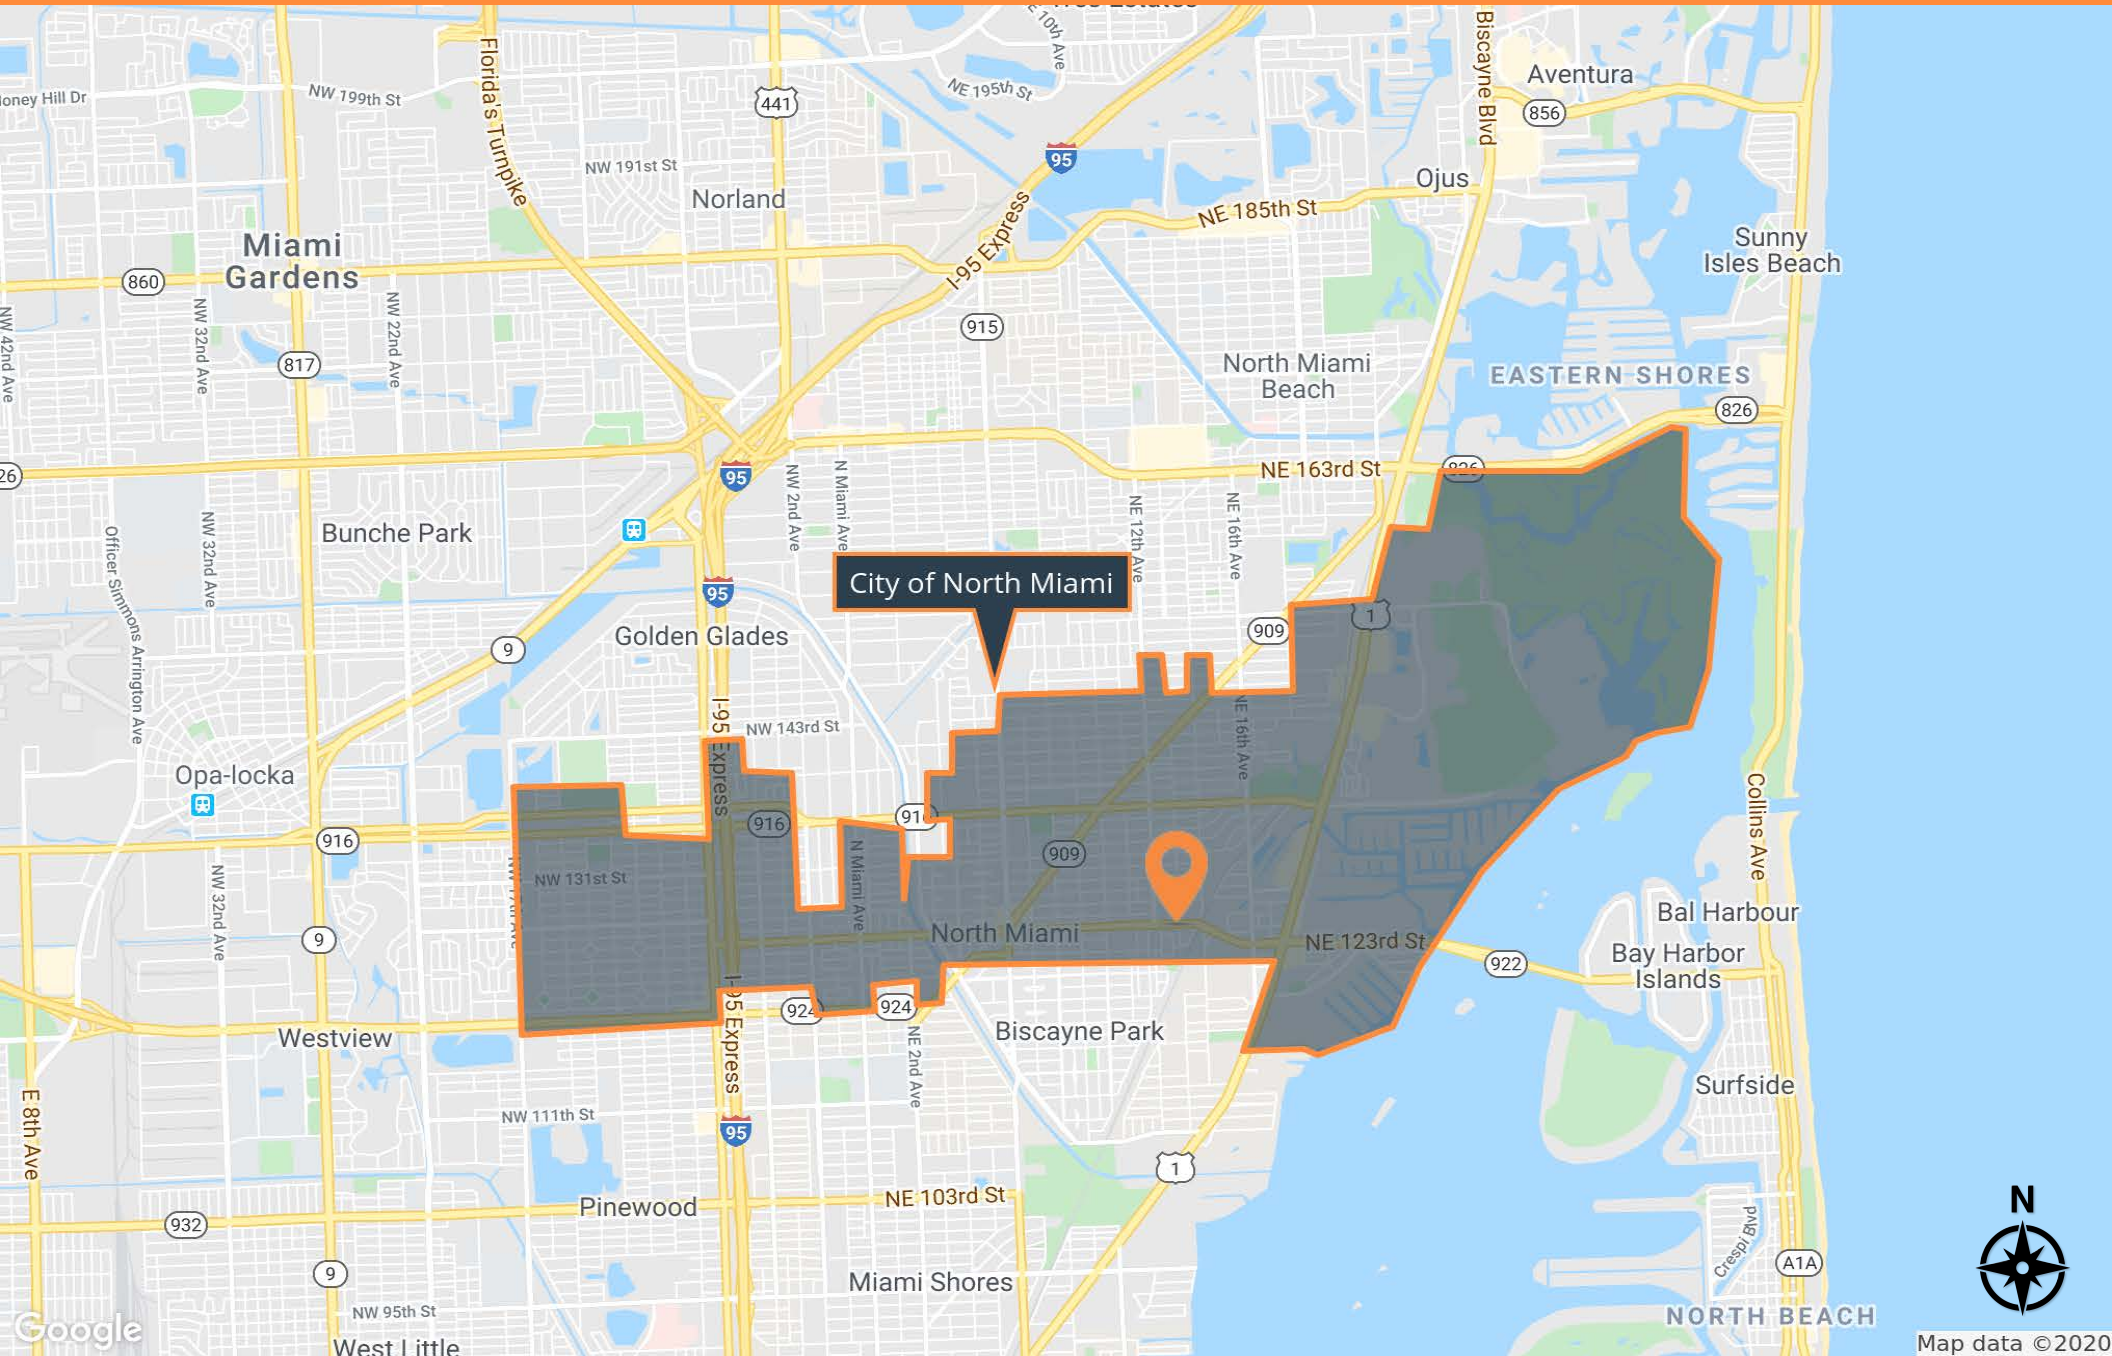 NE 10th Ave
Biscayne Blvd
Aventura
Florida's Turnpike
NW 199th St
441
NE 195th St
856
95
NW 191st St
Norland
Ojus
I-95 Express
NE 185th St
Miami
Gardens
860
Sunny
Isles Beach
NW 42nd Ave
NW 32nd Ave
NW 22nd Ave
915
817
North Miami
Beach
EASTERN SHORES
826
95
NE 163rd St
826
26
NW 2nd Ave
N Miami Ave
NE 12th Ave
NE 16th Ave
Officer Simmons Arrington Ave
NW 32nd Ave
Bunche Park
City of North Miami
95
Golden Glades
9
909
1
I-95 Express
NW 143rd St
NE 16th Ave
Opa-locka
Collins Ave
916
916
916
909
N Miami Ave
NW 17th Ave
NW 131st St
NW 32nd Ave
9
North Miami
NE 123rd St
922
Bal Harbour
Bay Harbor
Islands
I-95 Express
924
924
Westview
Biscayne Park
NE 2nd Ave
E 8th Ave
Surfside
NW 111th St
95
1
Pinewood
NE 103rd St
932
N
Crespi Blvd
9
Miami Shores
A1A
NW 95th St
NORTH BEACH
Google
West Little
Map data ©2020